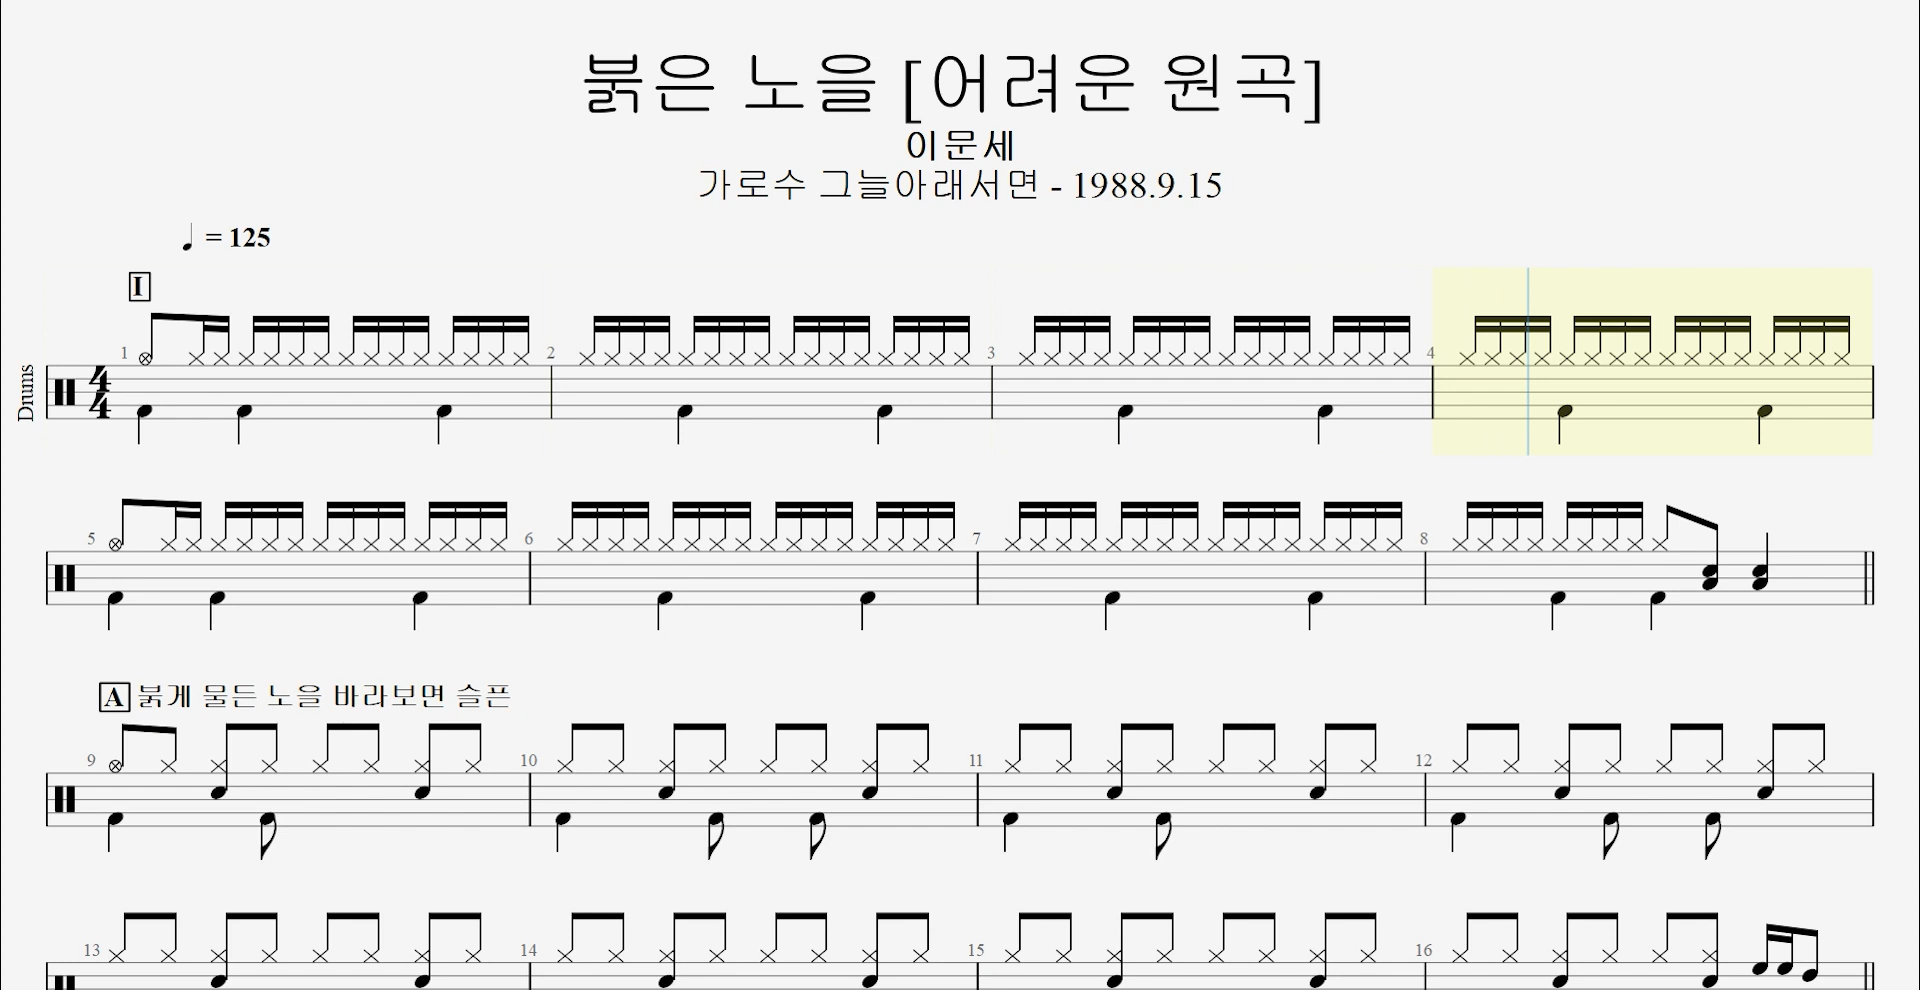 붉은 노을 [어려운 원곡]
이문세
가로수 그늘아래서면 - 1988.9.15
♩ = 125
I
Drums
4
4
1 2 3 4
5 6 7 8
A 붉게 물든 노을 바라보면 슬픈
9 10 11 12
13 14 15 16